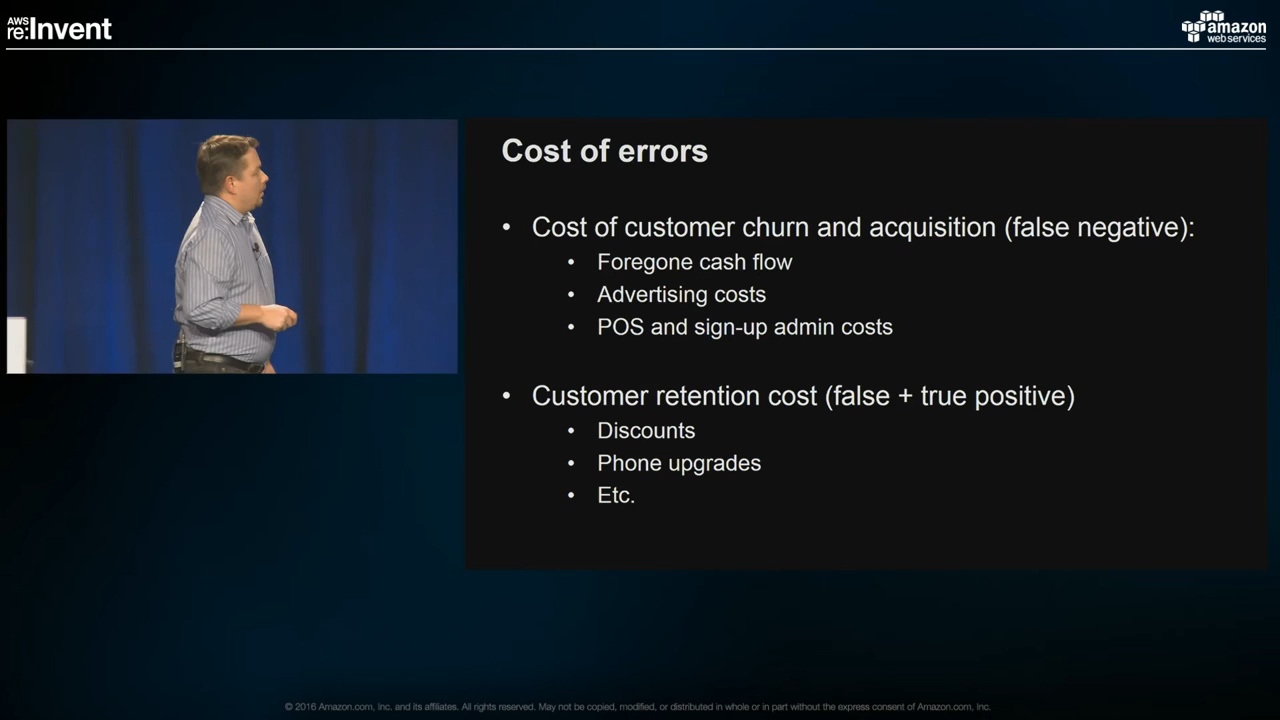 AWS
re:Invent
amazon
webservices
Cost of errors
• Cost of customer churn and acquisition (false negative):
• Foregone cash flow
• Advertising costs
• POS and sign-up admin costs
• Customer retention cost (false + true positive)
• Discounts
• Phone upgrades
• Etc.
© 2016 Amazon.com, Inc. and its affiliates. All rights reserved. May not be copied, modified, or distributed in whole or in part without the express consent of Amazon.com, Inc.